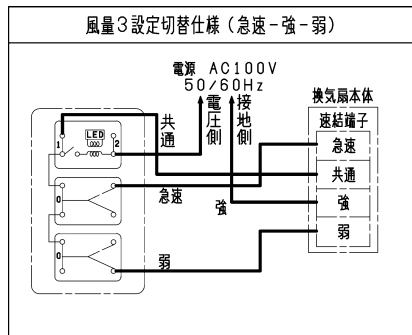 風量3設定切替仕様（急速－強－弱）
電源 AC100V
50/60Hz
電圧側
接地側
換気扇本体
速結端子
急速
共通
強
弱
共通
LED
1
2
0
急速
強
0
弱